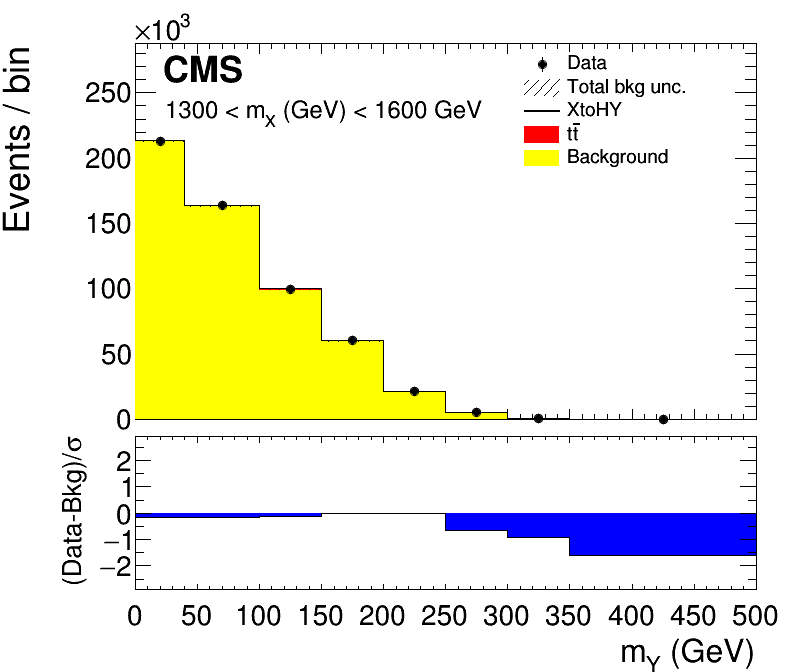 ×10³
Events / bin
CMS
1300 < m_X (GeV) < 1600 GeV
Data
Total bkg unc.
XtoHY
tt̄
Background
250
200
150
100
50
0
(Data-Bkg)/σ
2
1
0
−1
−2
0 50 100 150 200 250 300 350 400 450 500
m_Y (GeV)